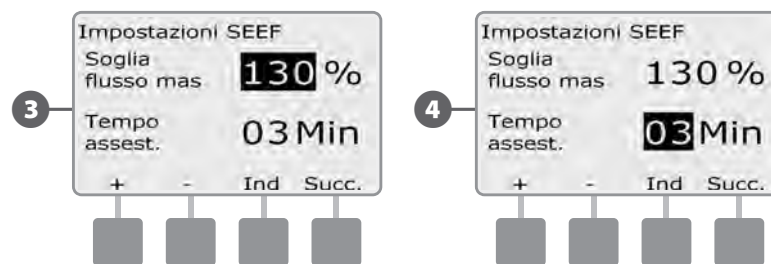 3
Impostazioni SEEF
Soglia
flusso mas 130 %
Tempo
assest. 03 Min
+ - Ind Succ.
4
Impostazioni SEEF
Soglia
flusso mas 130 %
Tempo
assest. 03 Min
+ - Ind Succ.